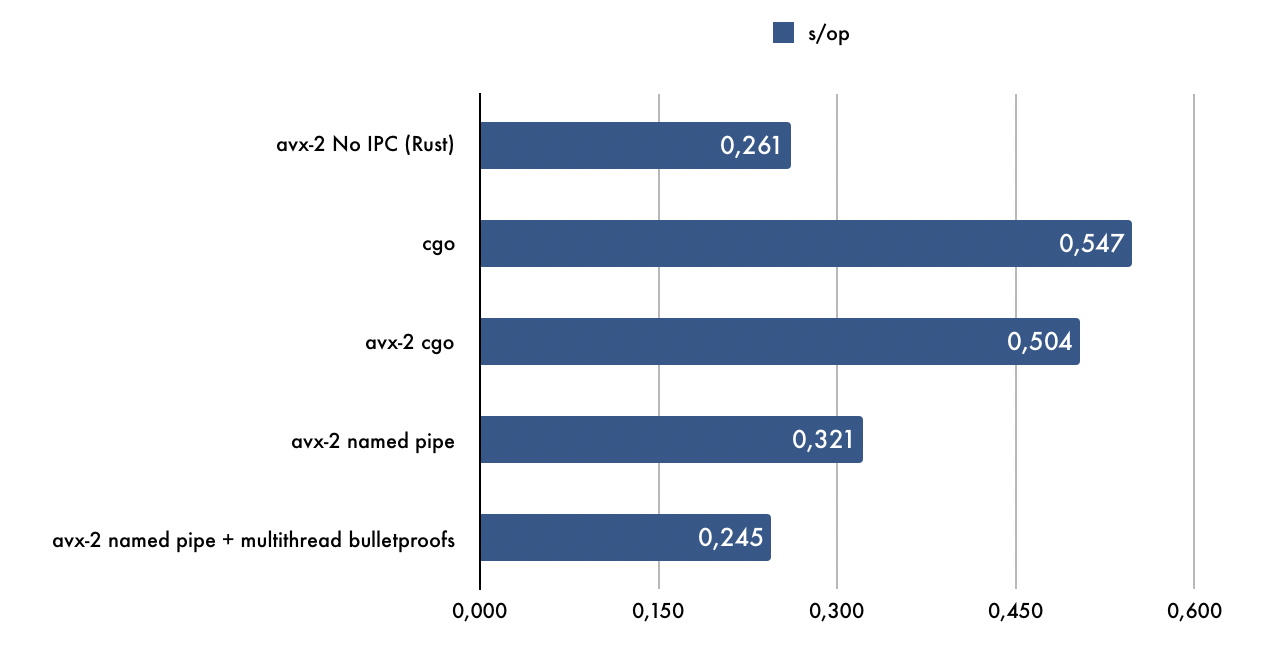 s/op
avx-2 No IPC (Rust)
0,261
cgo
0,547
avx-2 cgo
0,504
avx-2 named pipe
0,321
avx-2 named pipe + multithread bulletproofs
0,245
0,000 0,150 0,300 0,450 0,600